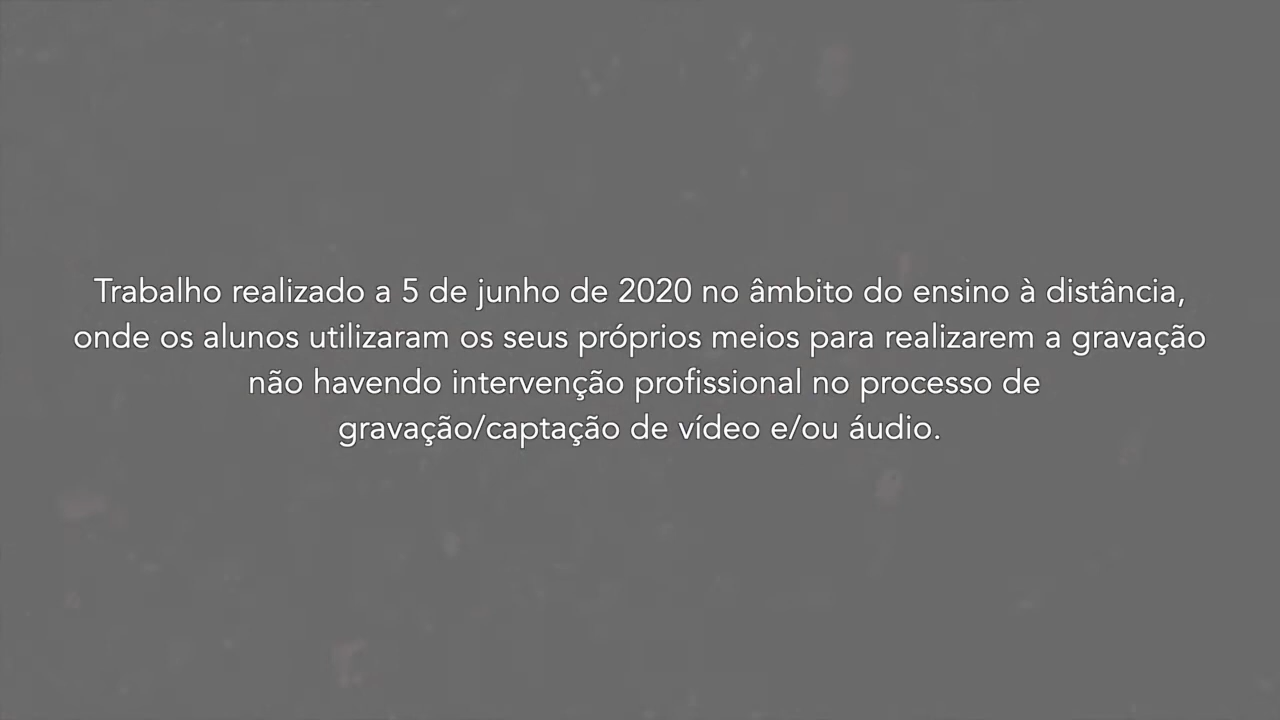 Trabalho realizado a 5 de junho de 2020 no âmbito do ensino à distância,
onde os alunos utilizaram os seus próprios meios para realizarem a gravação
não havendo intervenção profissional no processo de
gravação/captação de vídeo e/ou áudio.